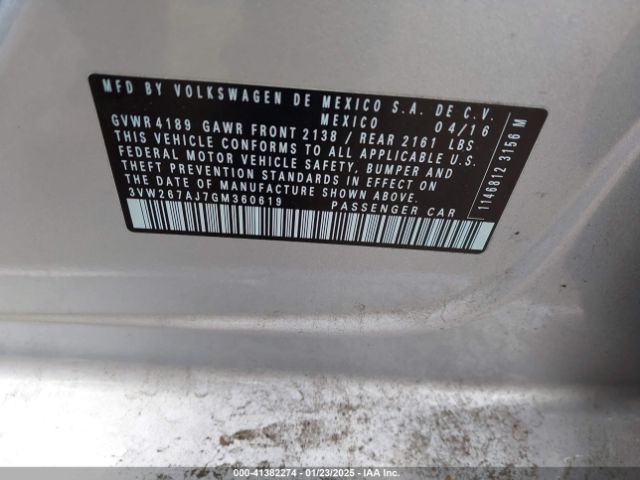 MFD BY VOLKSWAGEN DE MEXICO S.A. DE C.V.
MEXICO 04/16
GVWR 4189 GAWR FRONT 2138 / REAR 2161 LBS
THIS VEHICLE CONFORMS TO ALL APPLICABLE U.S.
FEDERAL MOTOR VEHICLE SAFETY, BUMPER AND
THEFT PREVENTION STANDARDS IN EFFECT ON
THE DATE OF MANUFACTURE SHOWN ABOVE.
3VW267AJ7GM360619 PASSENGER CAR
1146812 3156 M
000-41382274 - 01/23/2025 - IAA Inc.